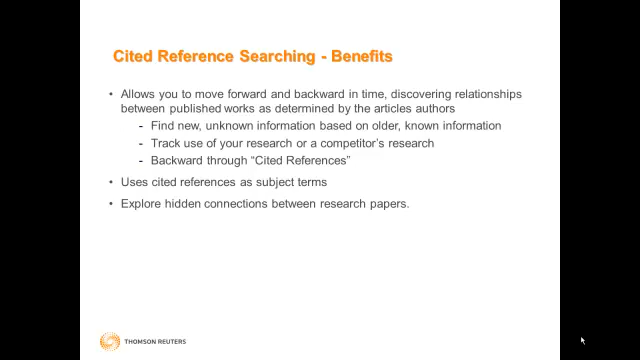 Cited Reference Searching - Benefits
• Allows you to move forward and backward in time, discovering relationships
between published works as determined by the articles authors
- Find new, unknown information based on older, known information
- Track use of your research or a competitor's research
- Backward through “Cited References”
• Uses cited references as subject terms
• Explore hidden connections between research papers.
THOMSON REUTERS